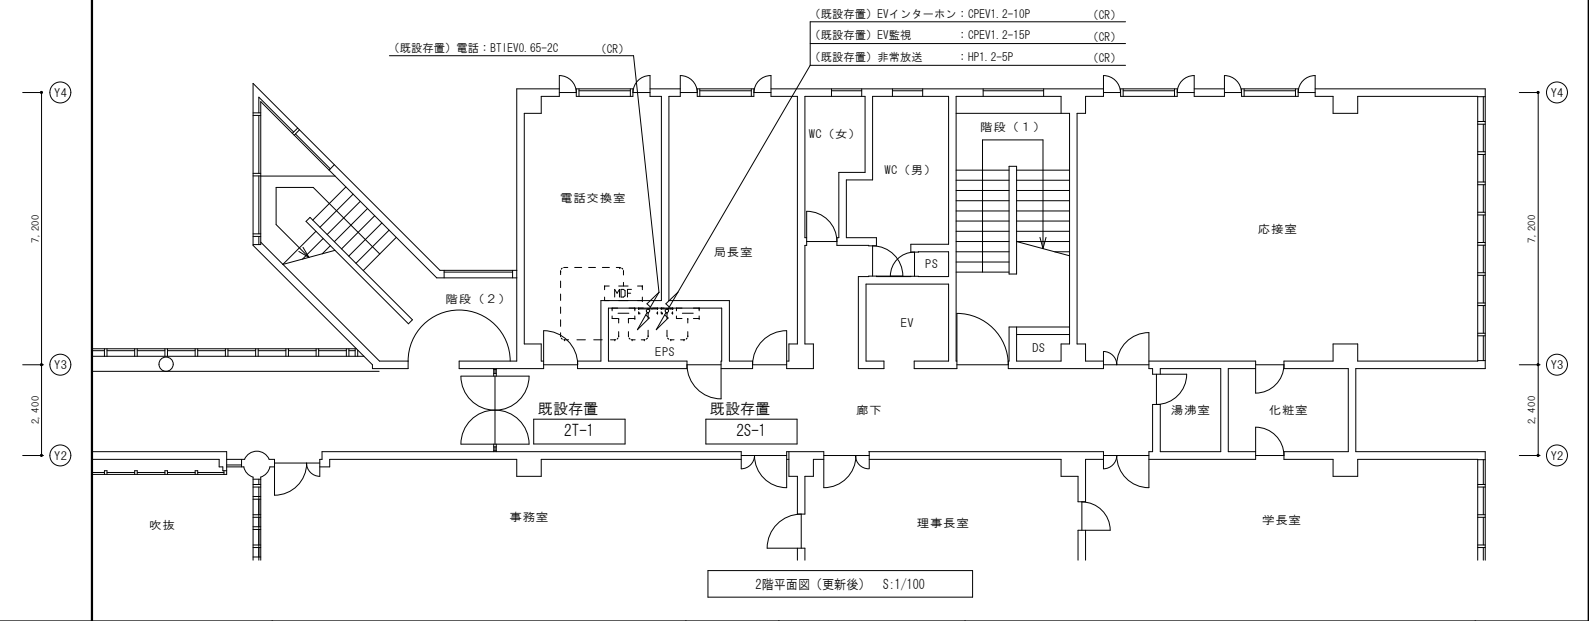 (既設存置) EVインターホン : CPEV1.2-10P (CR)
(既設存置) EV監視 : CPEV1.2-15P (CR)
(既設存置) 非常放送 : HP1.2-5P (CR)
(既設存置) 電話 : BTIEV0.65-2C (CR)
Y4
Y4
WC (女)
階段 (1)
WC (男)
電話交換室
7,200
7,200
応接室
局長室
PS
MDF
階段 (2)
EV
EPS
DS
Y3
Y3
2,400
2,400
既設存置
2T-1
既設存置
2S-1
廊下
湯沸室
化粧室
Y2
Y2
吹抜
事務室
理事長室
学長室
2階平面図 (更新後) S:1/100